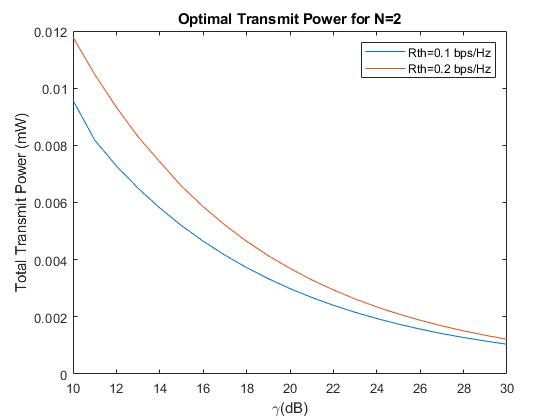 Optimal Transmit Power for N=2
Rth=0.1 bps/Hz
Rth=0.2 bps/Hz
Total Transmit Power (mW)
0.012
0.01
0.008
0.006
0.004
0.002
0
10 12 14 16 18 20 22 24 26 28 30
γ(dB)